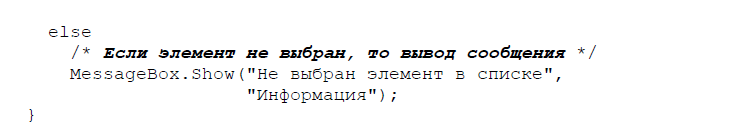 else
/* Если элемент не выбран, то вывод сообщения */
MessageBox.Show("Не выбран элемент в списке",
"Информация");
}